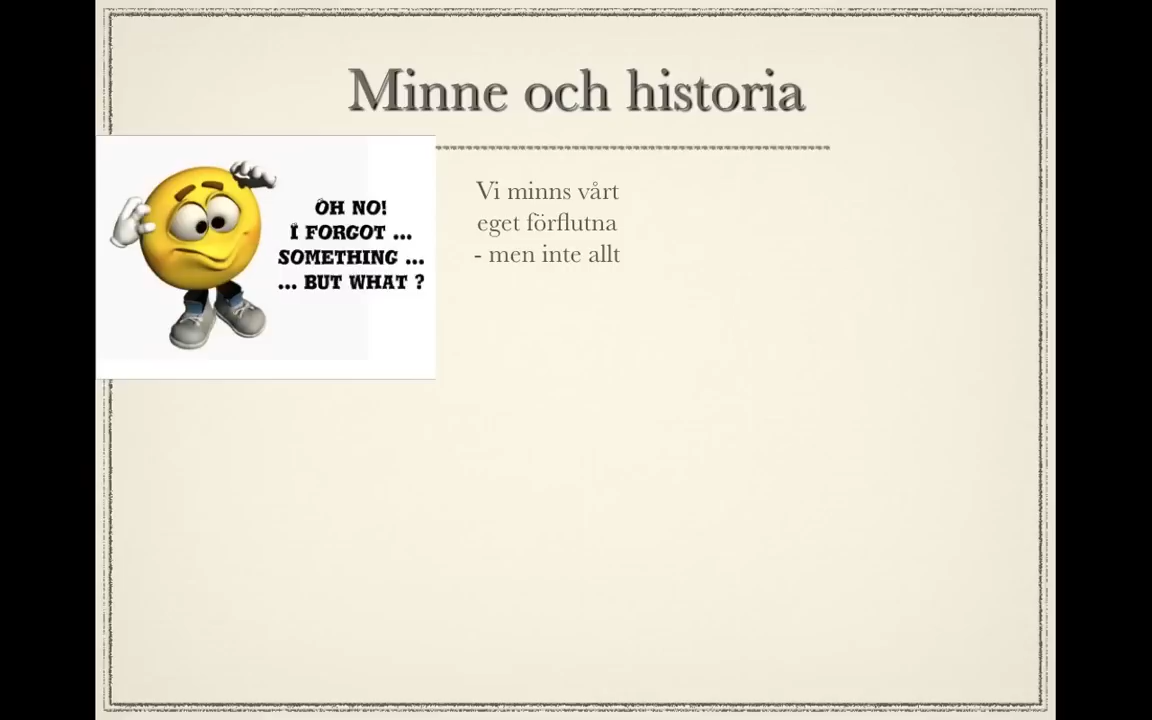 Minne och historia
OH NO!
I FORGOT ...
SOMETHING ...
... BUT WHAT ?
Vi minns vårt
eget förflutna
- men inte allt